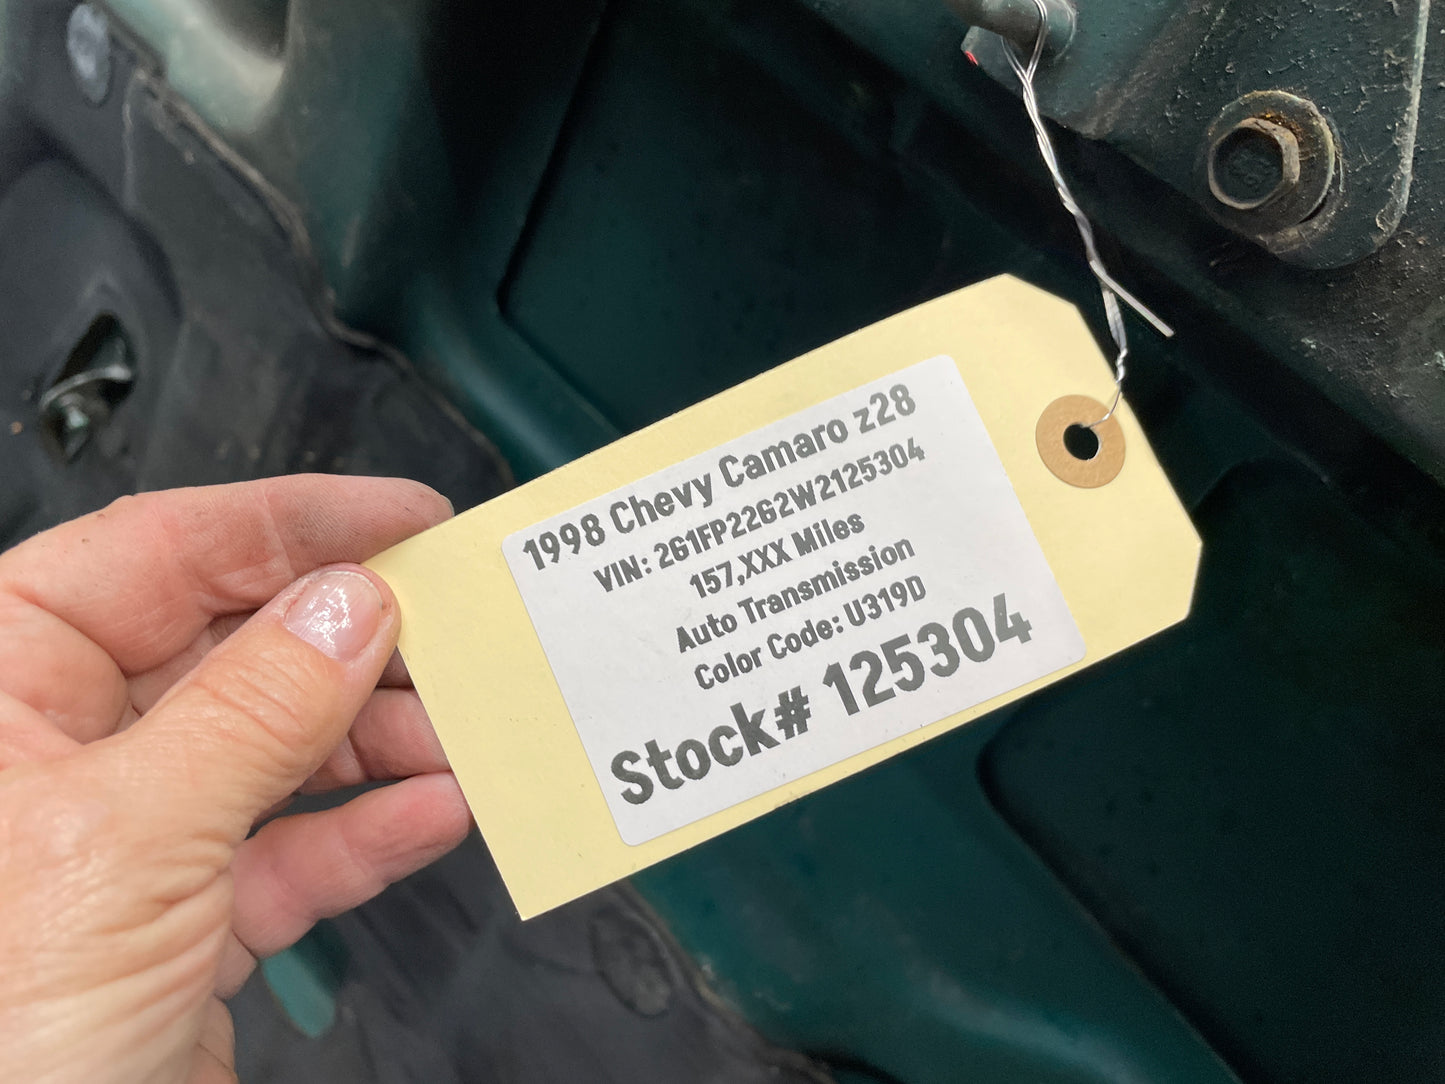 1998 Chevy Camaro z28
VIN: 2G1FP22G2W2125304
157,XXX Miles
Auto Transmission
Color Code: U319D
Stock# 125304